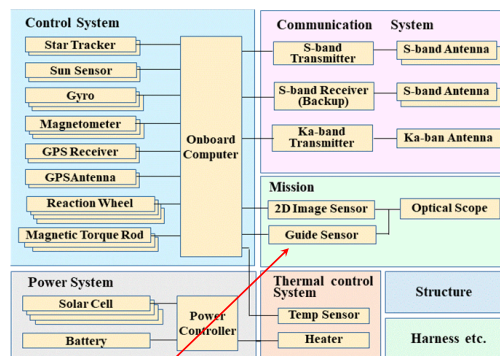 Control System
Star Tracker
Sun Sensor
Gyro
Magnetometer
GPS Receiver
GPSAntenna
Reaction Wheel
Magnetic Torque Rod
Onboard
Computer
Communication System
S-band
Transmitter
S-band Antenna
S-band Receiver
(Backup)
S-band Antenna
Ka-band
Transmitter
Ka-ban Antenna
Mission
2D Image Sensor
Optical Scope
Guide Sensor
Power System
Solar Cell
Battery
Power
Controller
Thermal control
System
Temp Sensor
Heater
Structure
Harness etc.